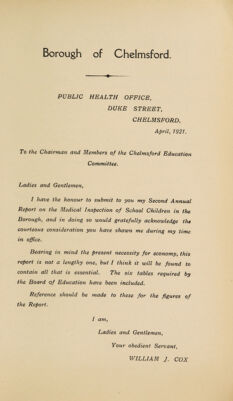 Borough of Chelmsford.
PUBLIC HEALTH OFFICE,
DUKE STREET,
CHELMSFORD,
April, 1921.
To the Chairman and Members of the Chelmsford Education
Committee.
Ladies and Gentlemen,
I have the honour to submit to you my Second Annual
Report on the Medical Inspection of School Children in the
Borough, and in doing so would gratefully acknowledge the
courteous consideration you have shown me during my time
in office.
Bearing in mind the present necessity for economy, this
report is not a lengthy one, but I think it will be found to
contain all that is essential. The six tables required by
the Board of Education have been included.
Reference should be made to these for the figures of
the Report.
I am,
Ladies and Gentlemen,
Your obedient Servant,
WILLIAM J. COX